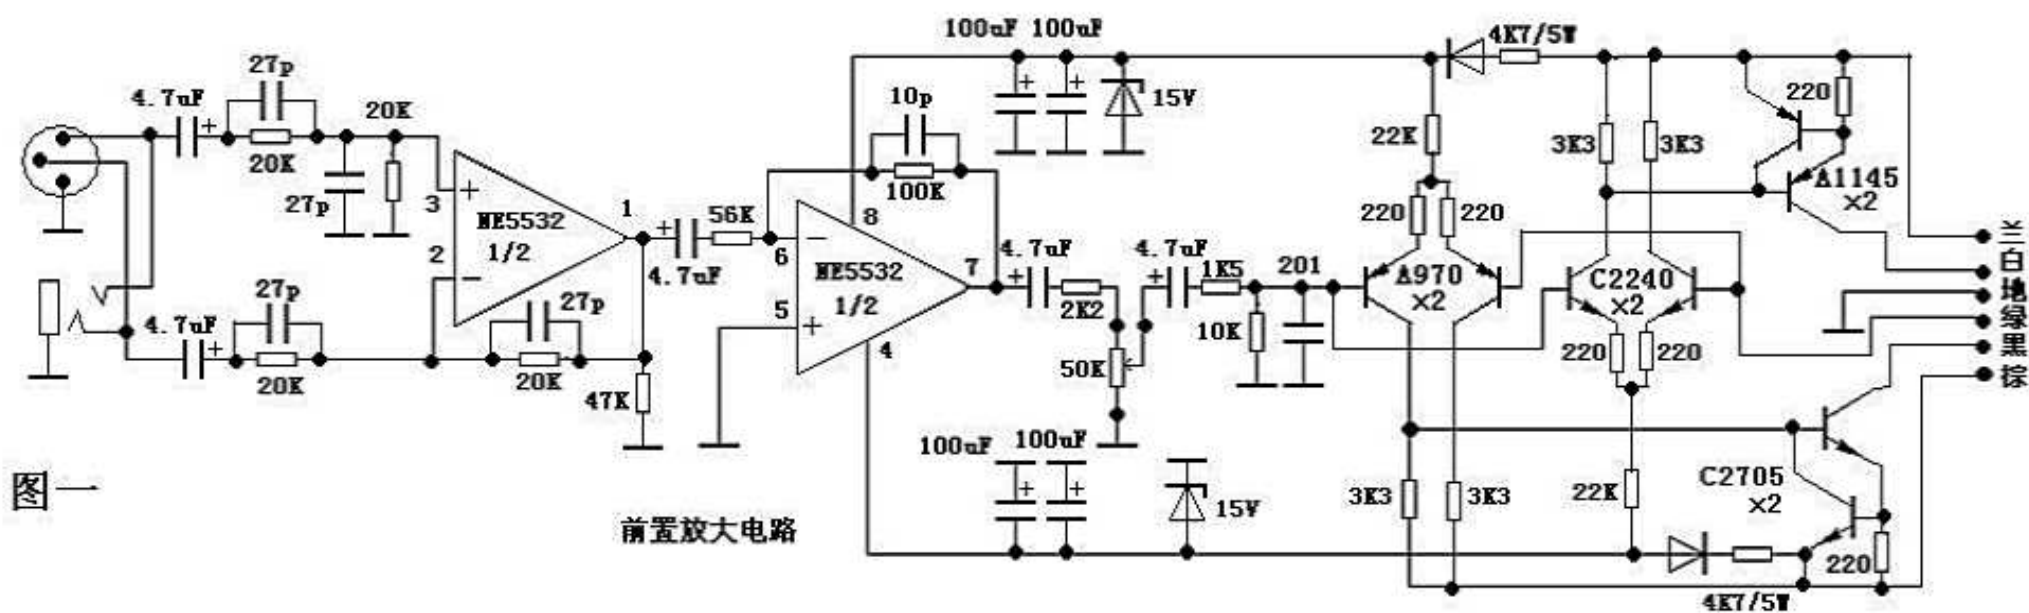 100uF 100uF
4K7/5W
27p
4.7uF
20K
10p
15V
220
22K
3K3
3K3
20K
27p
100K
A1145
×2
3
NE5532
1/2
1
56K
8
220
220
兰
2
4.7uF
6
NE5532
1/2
7
4.7uF
4.7uF
1K5
201
A970
×2
C2240
×2
白
地
27p
4.7uF
27p
5
2K2
10K
绿
20K
20K
4
50K
220
220
黑
47K
棕
100uF
100uF
图一
3K3
3K3
22K
C2705
×2
前置放大电路
15V
220
4K7/5W